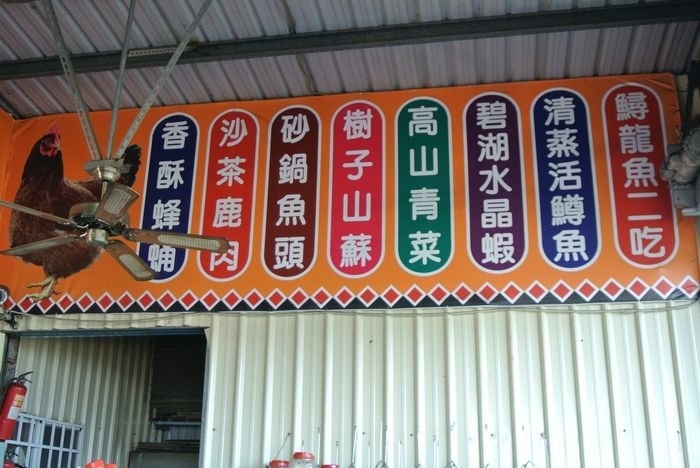 香酥蜂蛹
沙茶鹿肉
砂鍋魚頭
樹子山蘇
高山青菜
碧湖水晶蝦
清蒸活鱒魚
鱘龍魚二吃